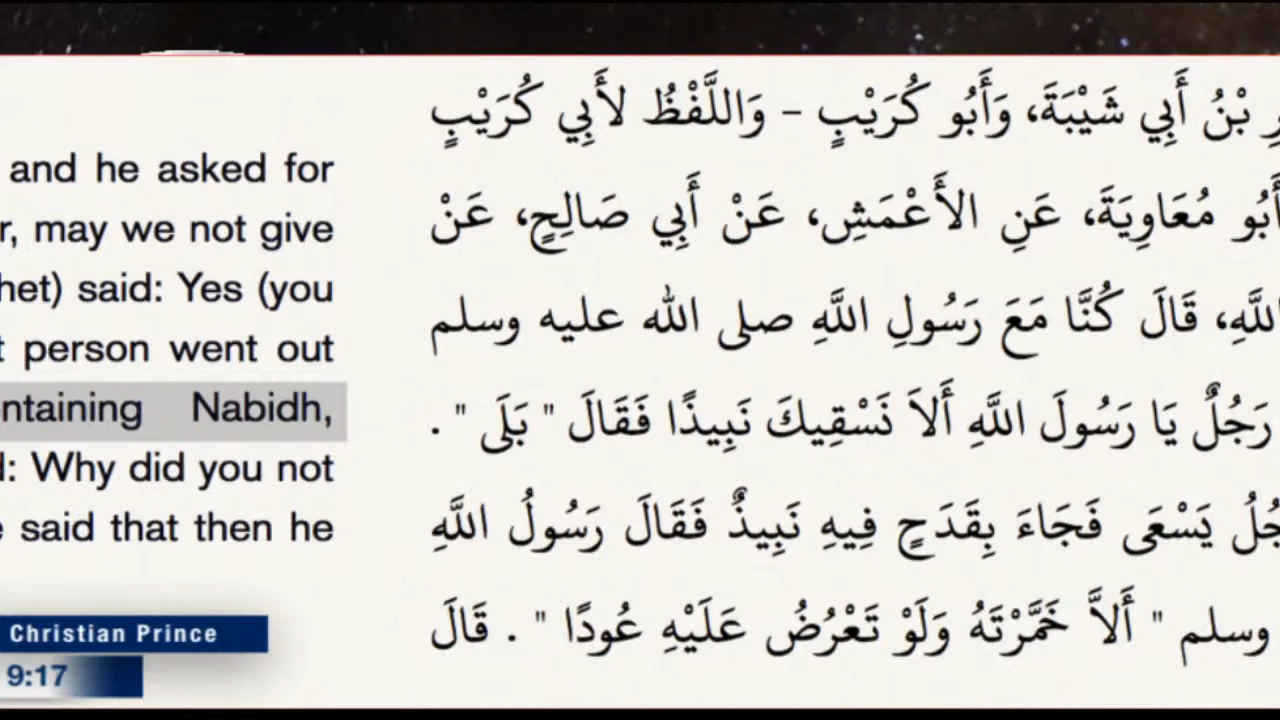 and he asked for
may we not give
said: Yes (you
person went out
Nabidh,
Why did you not
said that then he
بْنُ أَبِي شَيْبَةَ، وَأَبُو كُرَيْبٍ – وَاللَّفْظُ لأَبِي كُرَيْبٍ
أَبُو مُعَاوِيَةَ، عَنِ الأَعْمَشِ، عَنْ أَبِي صَالِحٍ، عَنْ
اللَّهِ، قَالَ كُنَّا مَعَ رَسُولِ اللَّهِ صلى الله عليه وسلم
رَجُلٌ يَا رَسُولَ اللَّهِ أَلاَ نَسْقِيكَ نَبِيذًا فَقَالَ " بَلَى " .
يَسْعَى فَجَاءَ بِقَدَحٍ فِيهِ نَبِيذٌ فَقَالَ رَسُولُ اللَّهِ
وسلم " أَلاَّ خَمَّرْتَهُ وَلَوْ تَعْرُضُ عَلَيْهِ عُودًا " . قَالَ
Christian Prince
9:17